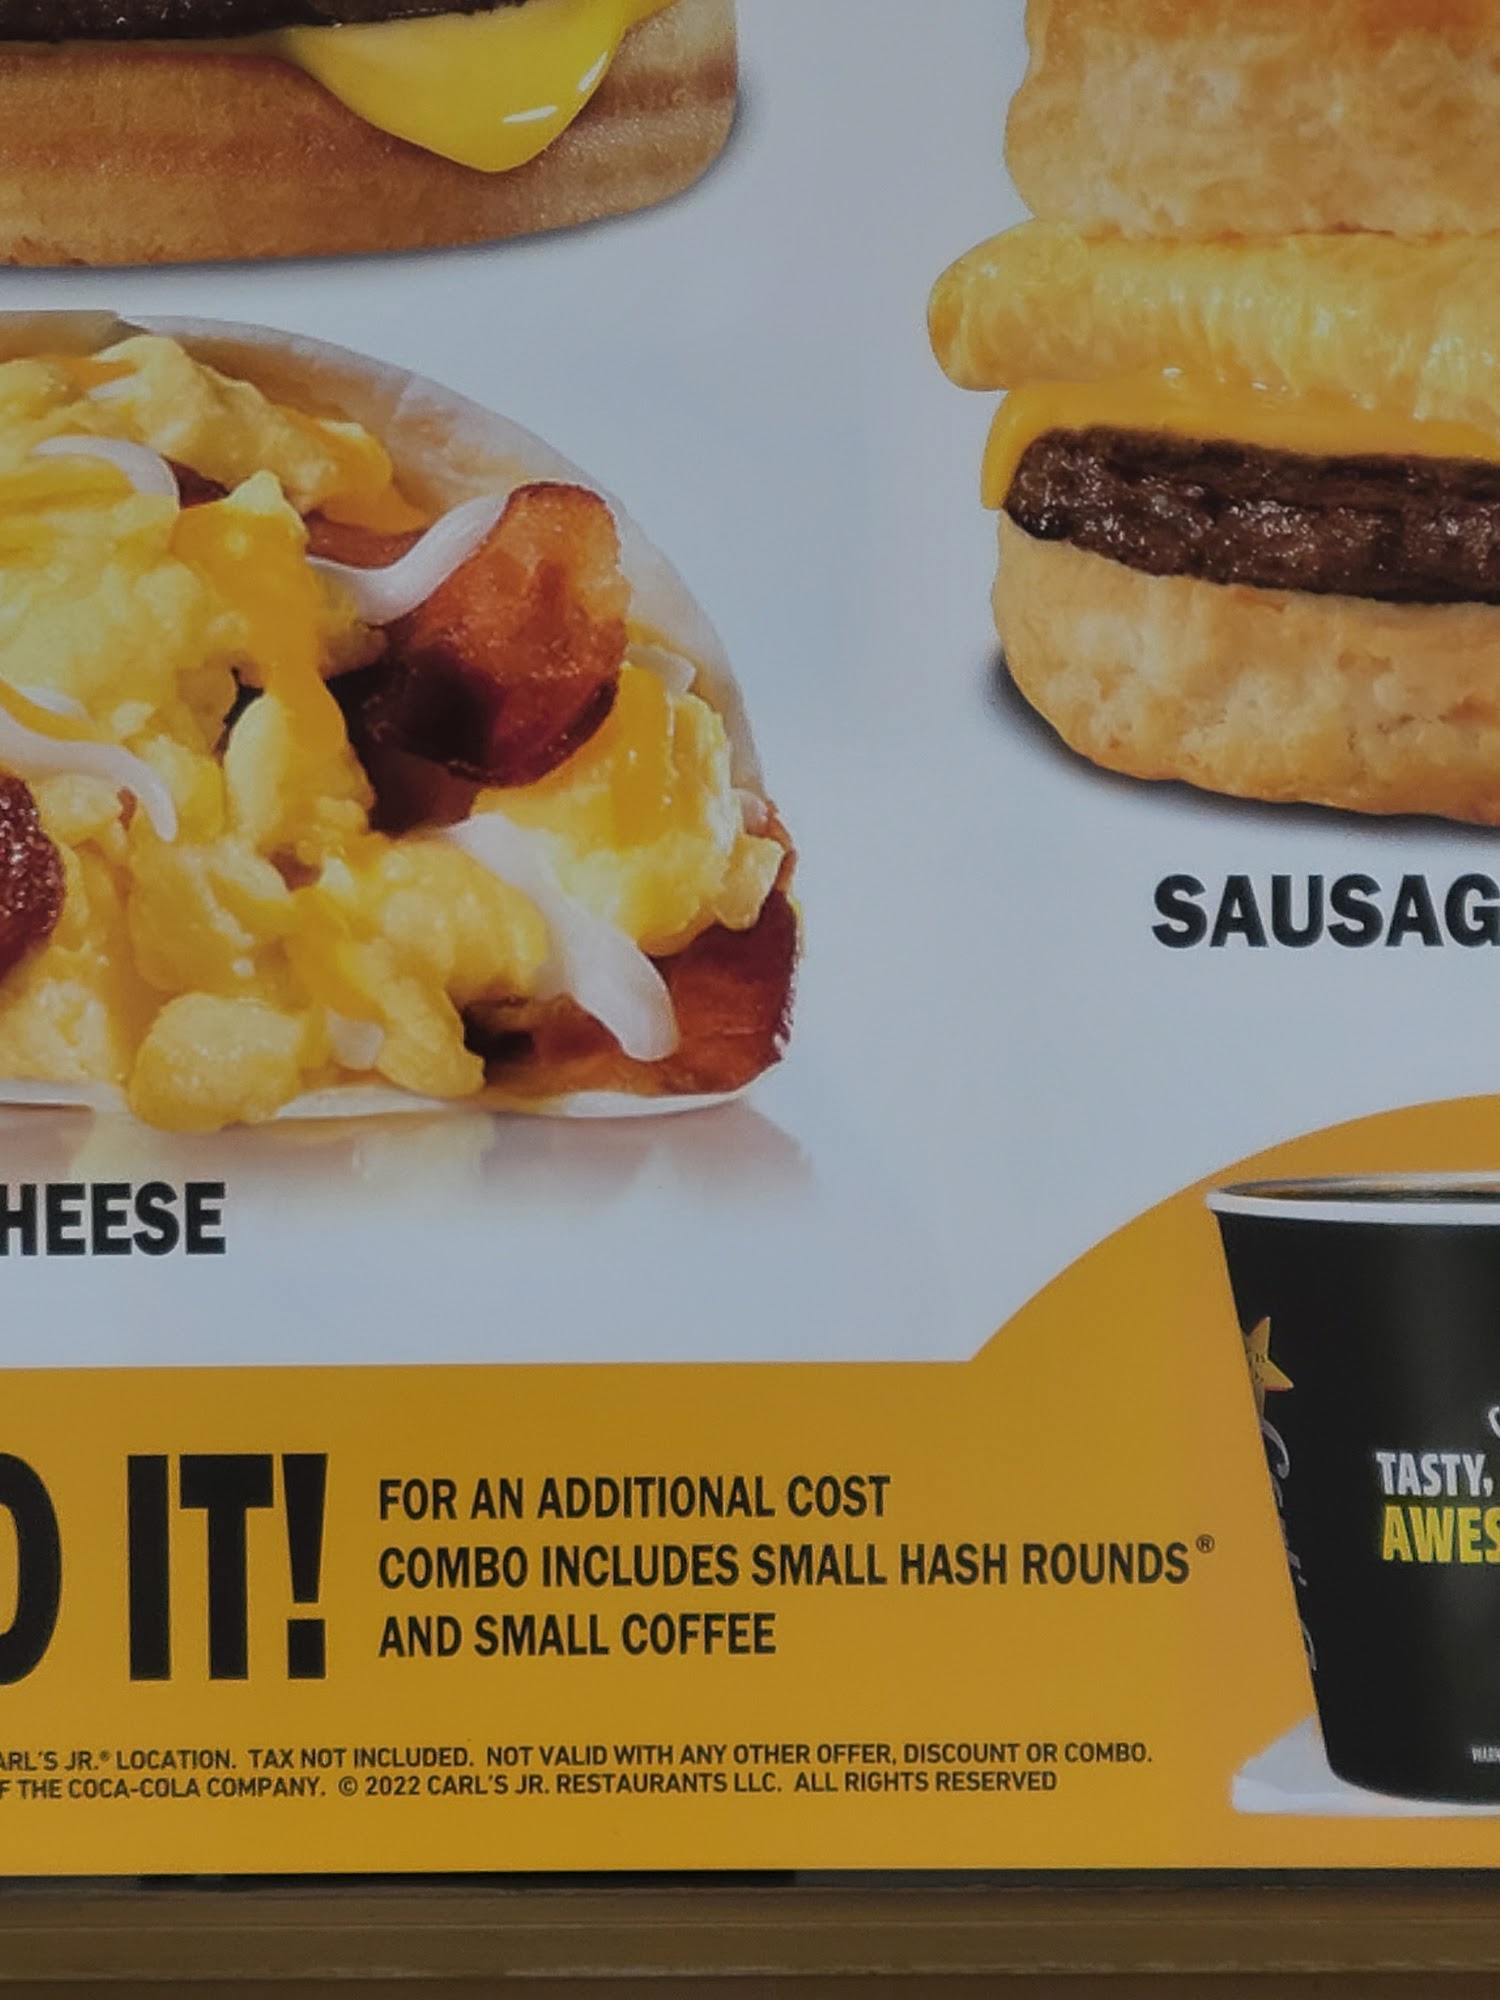 SAUSAG
HEESE
IT!
FOR AN ADDITIONAL COST
COMBO INCLUDES SMALL HASH ROUNDS®
AND SMALL COFFEE
TASTY,
AWES
ARL'S JR.® LOCATION. TAX NOT INCLUDED. NOT VALID WITH ANY OTHER OFFER, DISCOUNT OR COMBO.
F THE COCA-COLA COMPANY. © 2022 CARL'S JR. RESTAURANTS LLC. ALL RIGHTS RESERVED